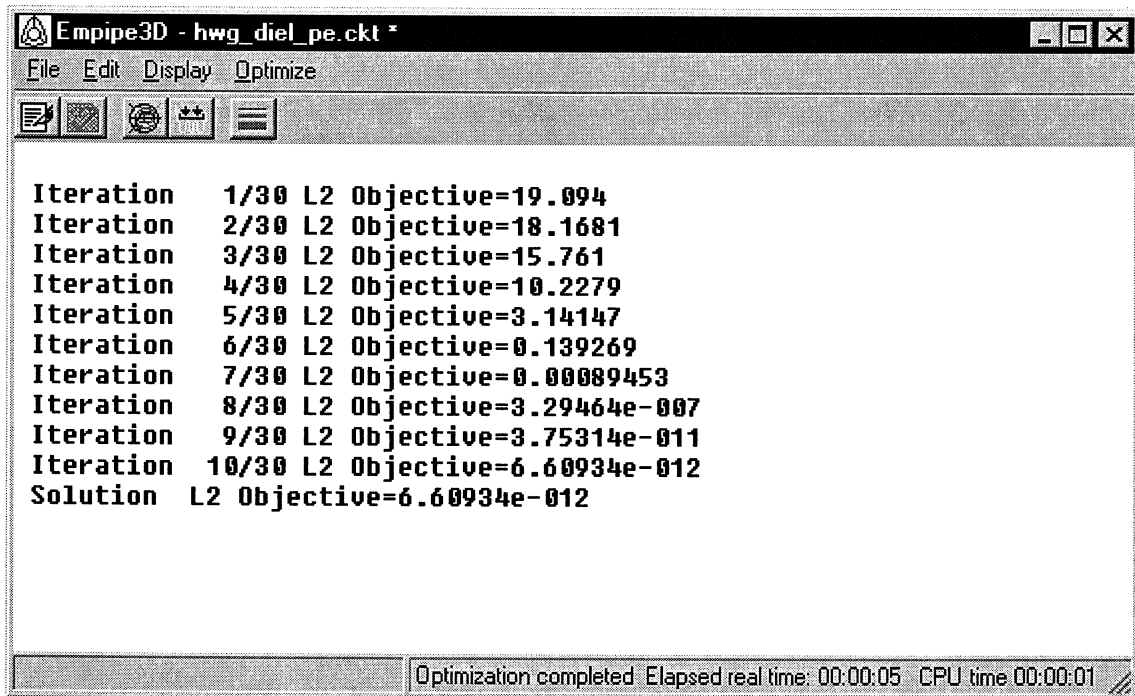 Empipe3D - hwg_diel_pe.ckt *
File Edit Display Optimize
Iteration 1/30 L2 Objective=19.094
Iteration 2/30 L2 Objective=18.1681
Iteration 3/30 L2 Objective=15.761
Iteration 4/30 L2 Objective=10.2279
Iteration 5/30 L2 Objective=3.14147
Iteration 6/30 L2 Objective=0.139269
Iteration 7/30 L2 Objective=0.00089453
Iteration 8/30 L2 Objective=3.29464e-007
Iteration 9/30 L2 Objective=3.75314e-011
Iteration 10/30 L2 Objective=6.60934e-012
Solution L2 Objective=6.60934e-012
Optimization completed Elapsed real time: 00:00:05 CPU time 00:00:01